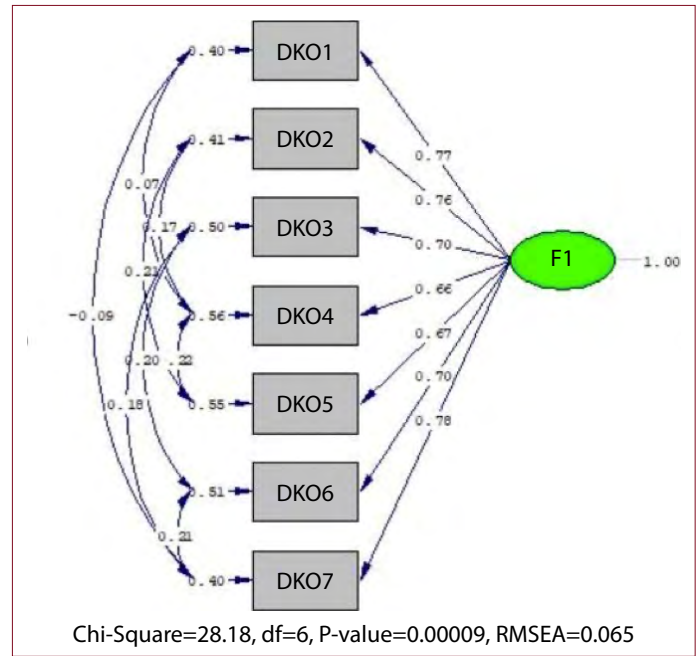 0.40 DKO1
0.77
0.41 DKO2
0.76
0.07
0.17 0.50 DKO3
0.70
F1 1.00
0.21
0.66
-0.09 0.56 DKO4
0.67
0.20 .22
0.70
0.18 0.55 DKO5
0.78
0.51 DKO6
0.21
0.40 DKO7
Chi-Square=28.18, df=6, P-value=0.00009, RMSEA=0.065